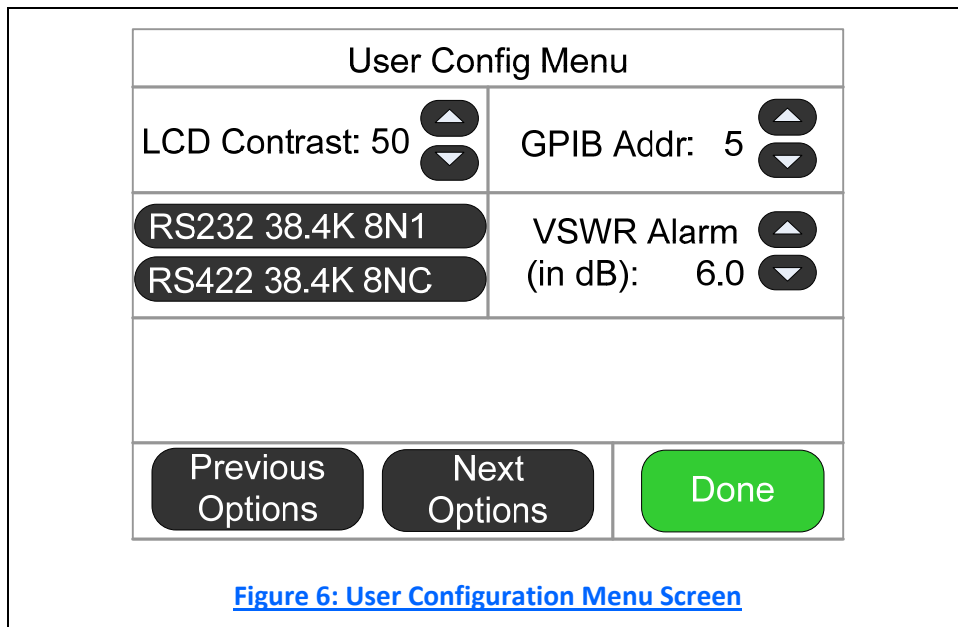 User Config Menu
LCD Contrast: 50
GPIB Addr: 5
RS232 38.4K 8N1
RS422 38.4K 8NC
VSWR Alarm
(in dB): 6.0
Previous
Options
Next
Options
Done
Figure 6: User Configuration Menu Screen